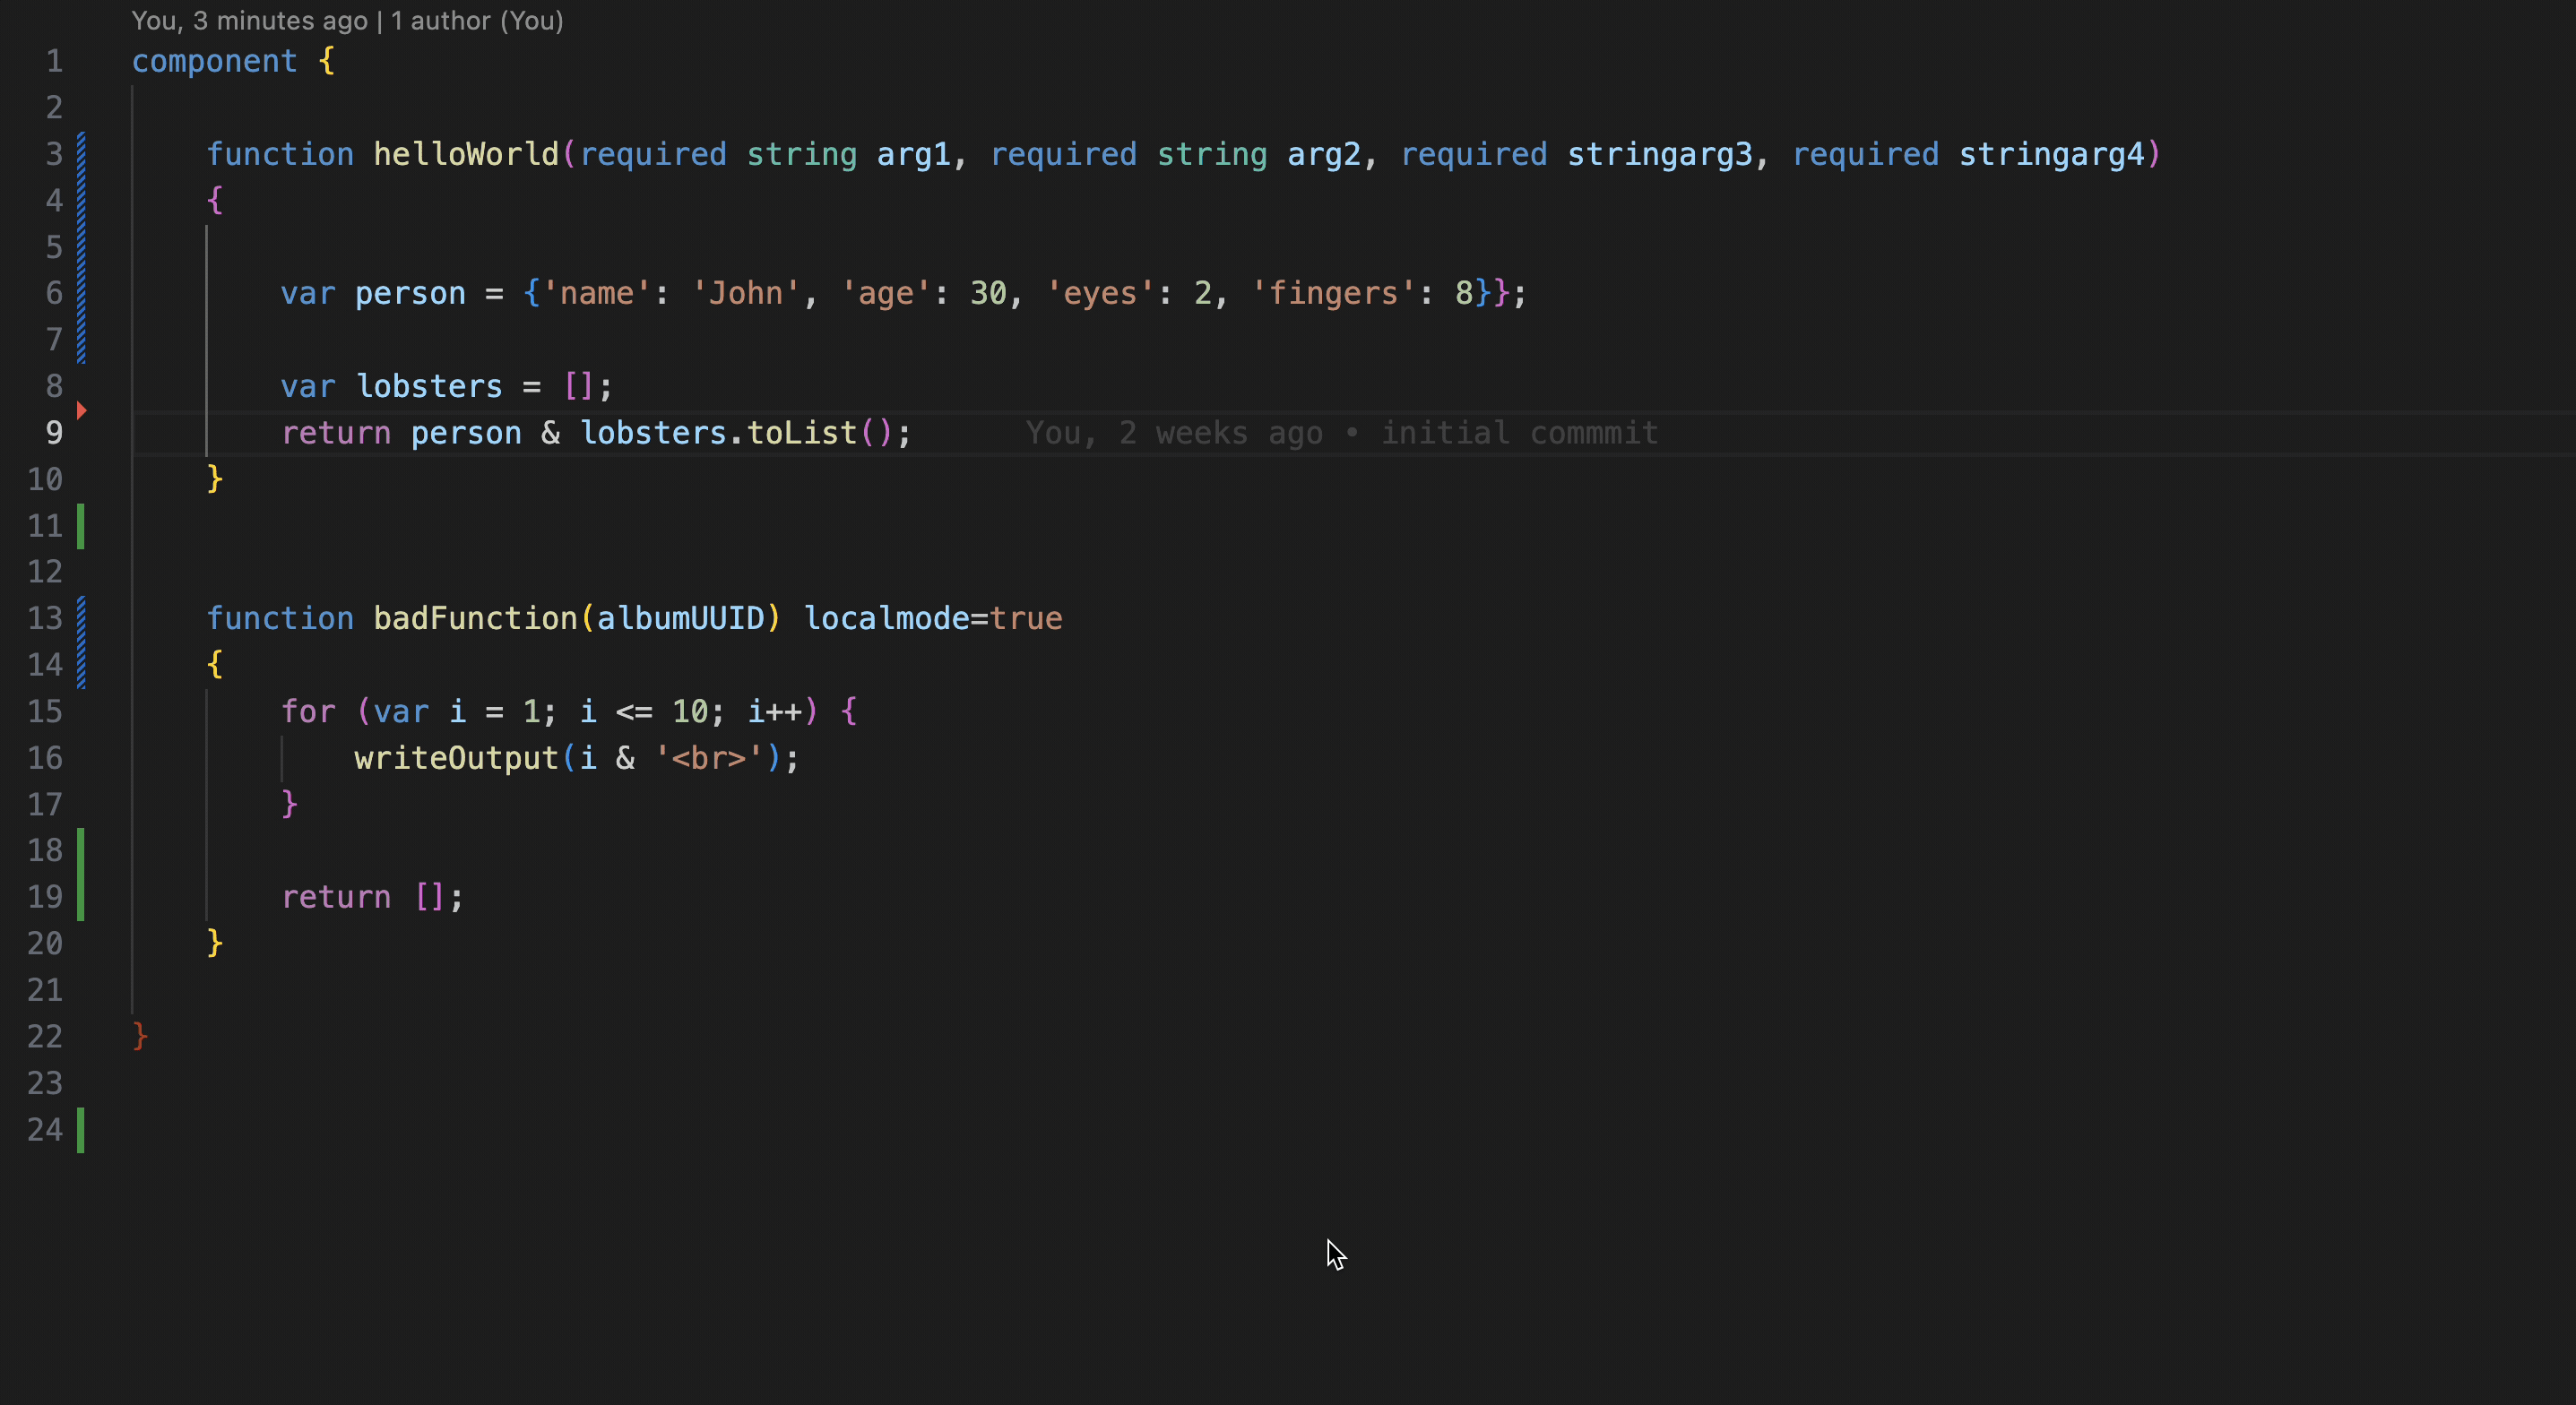 You, 3 minutes ago | 1 author (You)
1 component {
2
3 function helloWorld(required string arg1, required string arg2, required stringarg3, required stringarg4)
4 {
5
6 var person = {'name': 'John', 'age': 30, 'eyes': 2, 'fingers': 8}};
7
8 var lobsters = [];
9 return person & lobsters.toList(); You, 2 weeks ago • initial commmit
10 }
11
12
13 function badFunction(albumUUID) localmode=true
14 {
15 for (var i = 1; i <= 10; i++) {
16 writeOutput(i & '<br>');
17 }
18
19 return [];
20 }
21
22 }
23
24